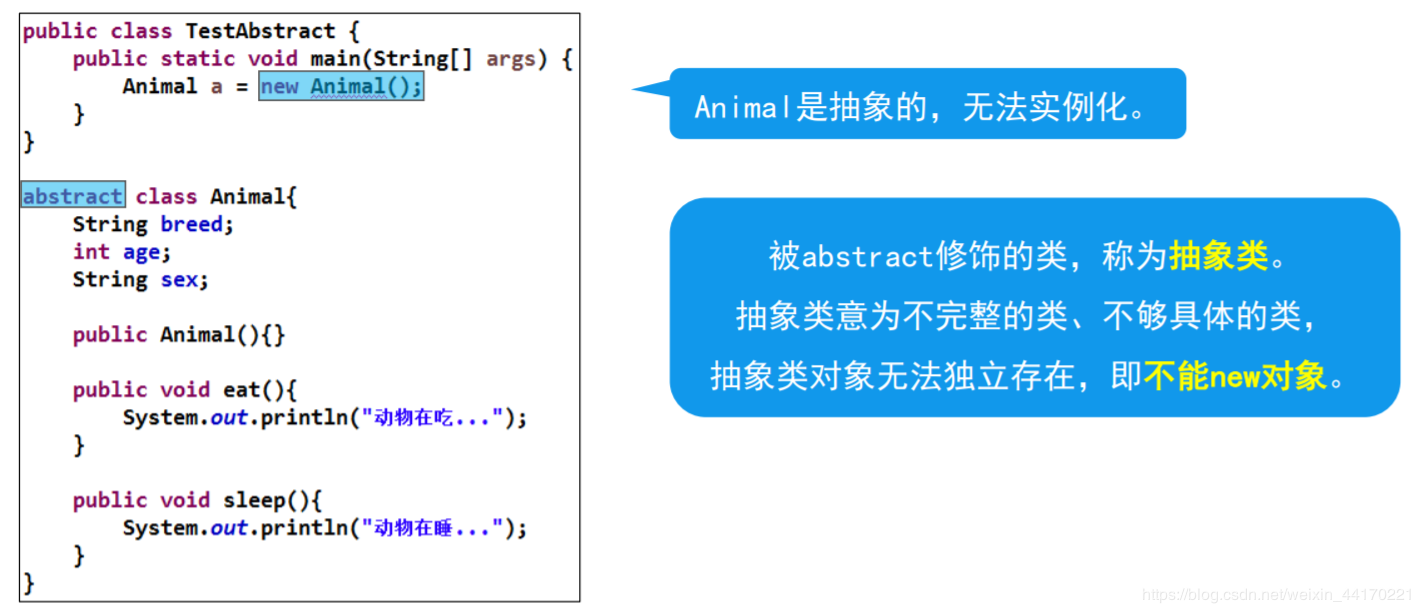 public class TestAbstract {
public static void main(String[] args) {
Animal a = new Animal();
}
}
abstract class Animal{
String breed;
int age;
String sex;
public Animal(){}
public void eat(){
System.out.println("动物在吃...");
}
public void sleep(){
System.out.println("动物在睡...");
}
}
Animal是抽象的，无法实例化。
被abstract修饰的类，称为抽象类。
抽象类意为不完整的类、不够具体的类，
抽象类对象无法独立存在，即不能new对象。
https://blog.csdn.net/weixin_44170221